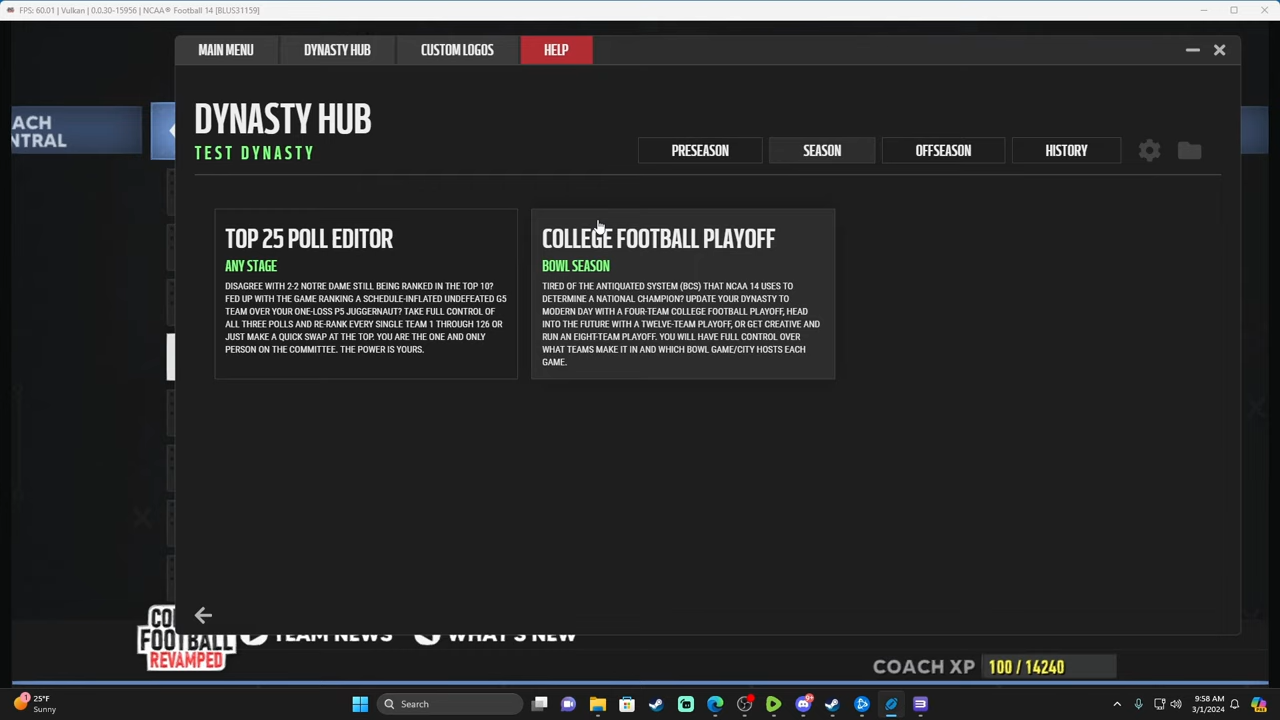 FPS: 60.01 | Vulkan | 0.0.30-15956 | NCAA® Football 14 [BLUS31159]
MAIN MENU
DYNASTY HUB
CUSTOM LOGOS
HELP
ACH
NTRAL
DYNASTY HUB
TEST DYNASTY
PRESEASON
SEASON
OFFSEASON
HISTORY
TOP 25 POLL EDITOR
ANY STAGE
DISAGREE WITH 2-2 NOTRE DAME STILL BEING RANKED IN THE TOP 10?
FED UP WITH THE GAME RANKING A SCHEDULE-INFLATED UNDEFEATED G5
TEAM OVER YOUR ONE-LOSS P5 JUGGERNAUT? TAKE FULL CONTROL OF
ALL THREE POLLS AND RE-RANK EVERY SINGLE TEAM 1 THROUGH 126 OR
JUST MAKE A QUICK SWAP AT THE TOP. YOU ARE THE ONE AND ONLY
PERSON ON THE COMMITTEE. THE POWER IS YOURS.
COLLEGE FOOTBALL PLAYOFF
BOWL SEASON
TIRED OF THE ANTIQUATED SYSTEM (BCS) THAT NCAA 14 USES TO
DETERMINE A NATIONAL CHAMPION? UPDATE YOUR DYNASTY TO
MODERN DAY WITH A FOUR-TEAM COLLEGE FOOTBALL PLAYOFF, HEAD
INTO THE FUTURE WITH A TWELVE-TEAM PLAYOFF, OR GET CREATIVE AND
RUN AN EIGHT-TEAM PLAYOFF. YOU WILL HAVE FULL CONTROL OVER
WHAT TEAMS MAKE IT IN AND WHICH BOWL GAME/CITY HOSTS EACH
GAME.
CO
FOOTBALL
REVAMPED
TEAM NEWS
WHAT'S NEW
COACH XP
100 / 14240
1
25°F
Sunny
Search
9:58 AM
3/1/2024